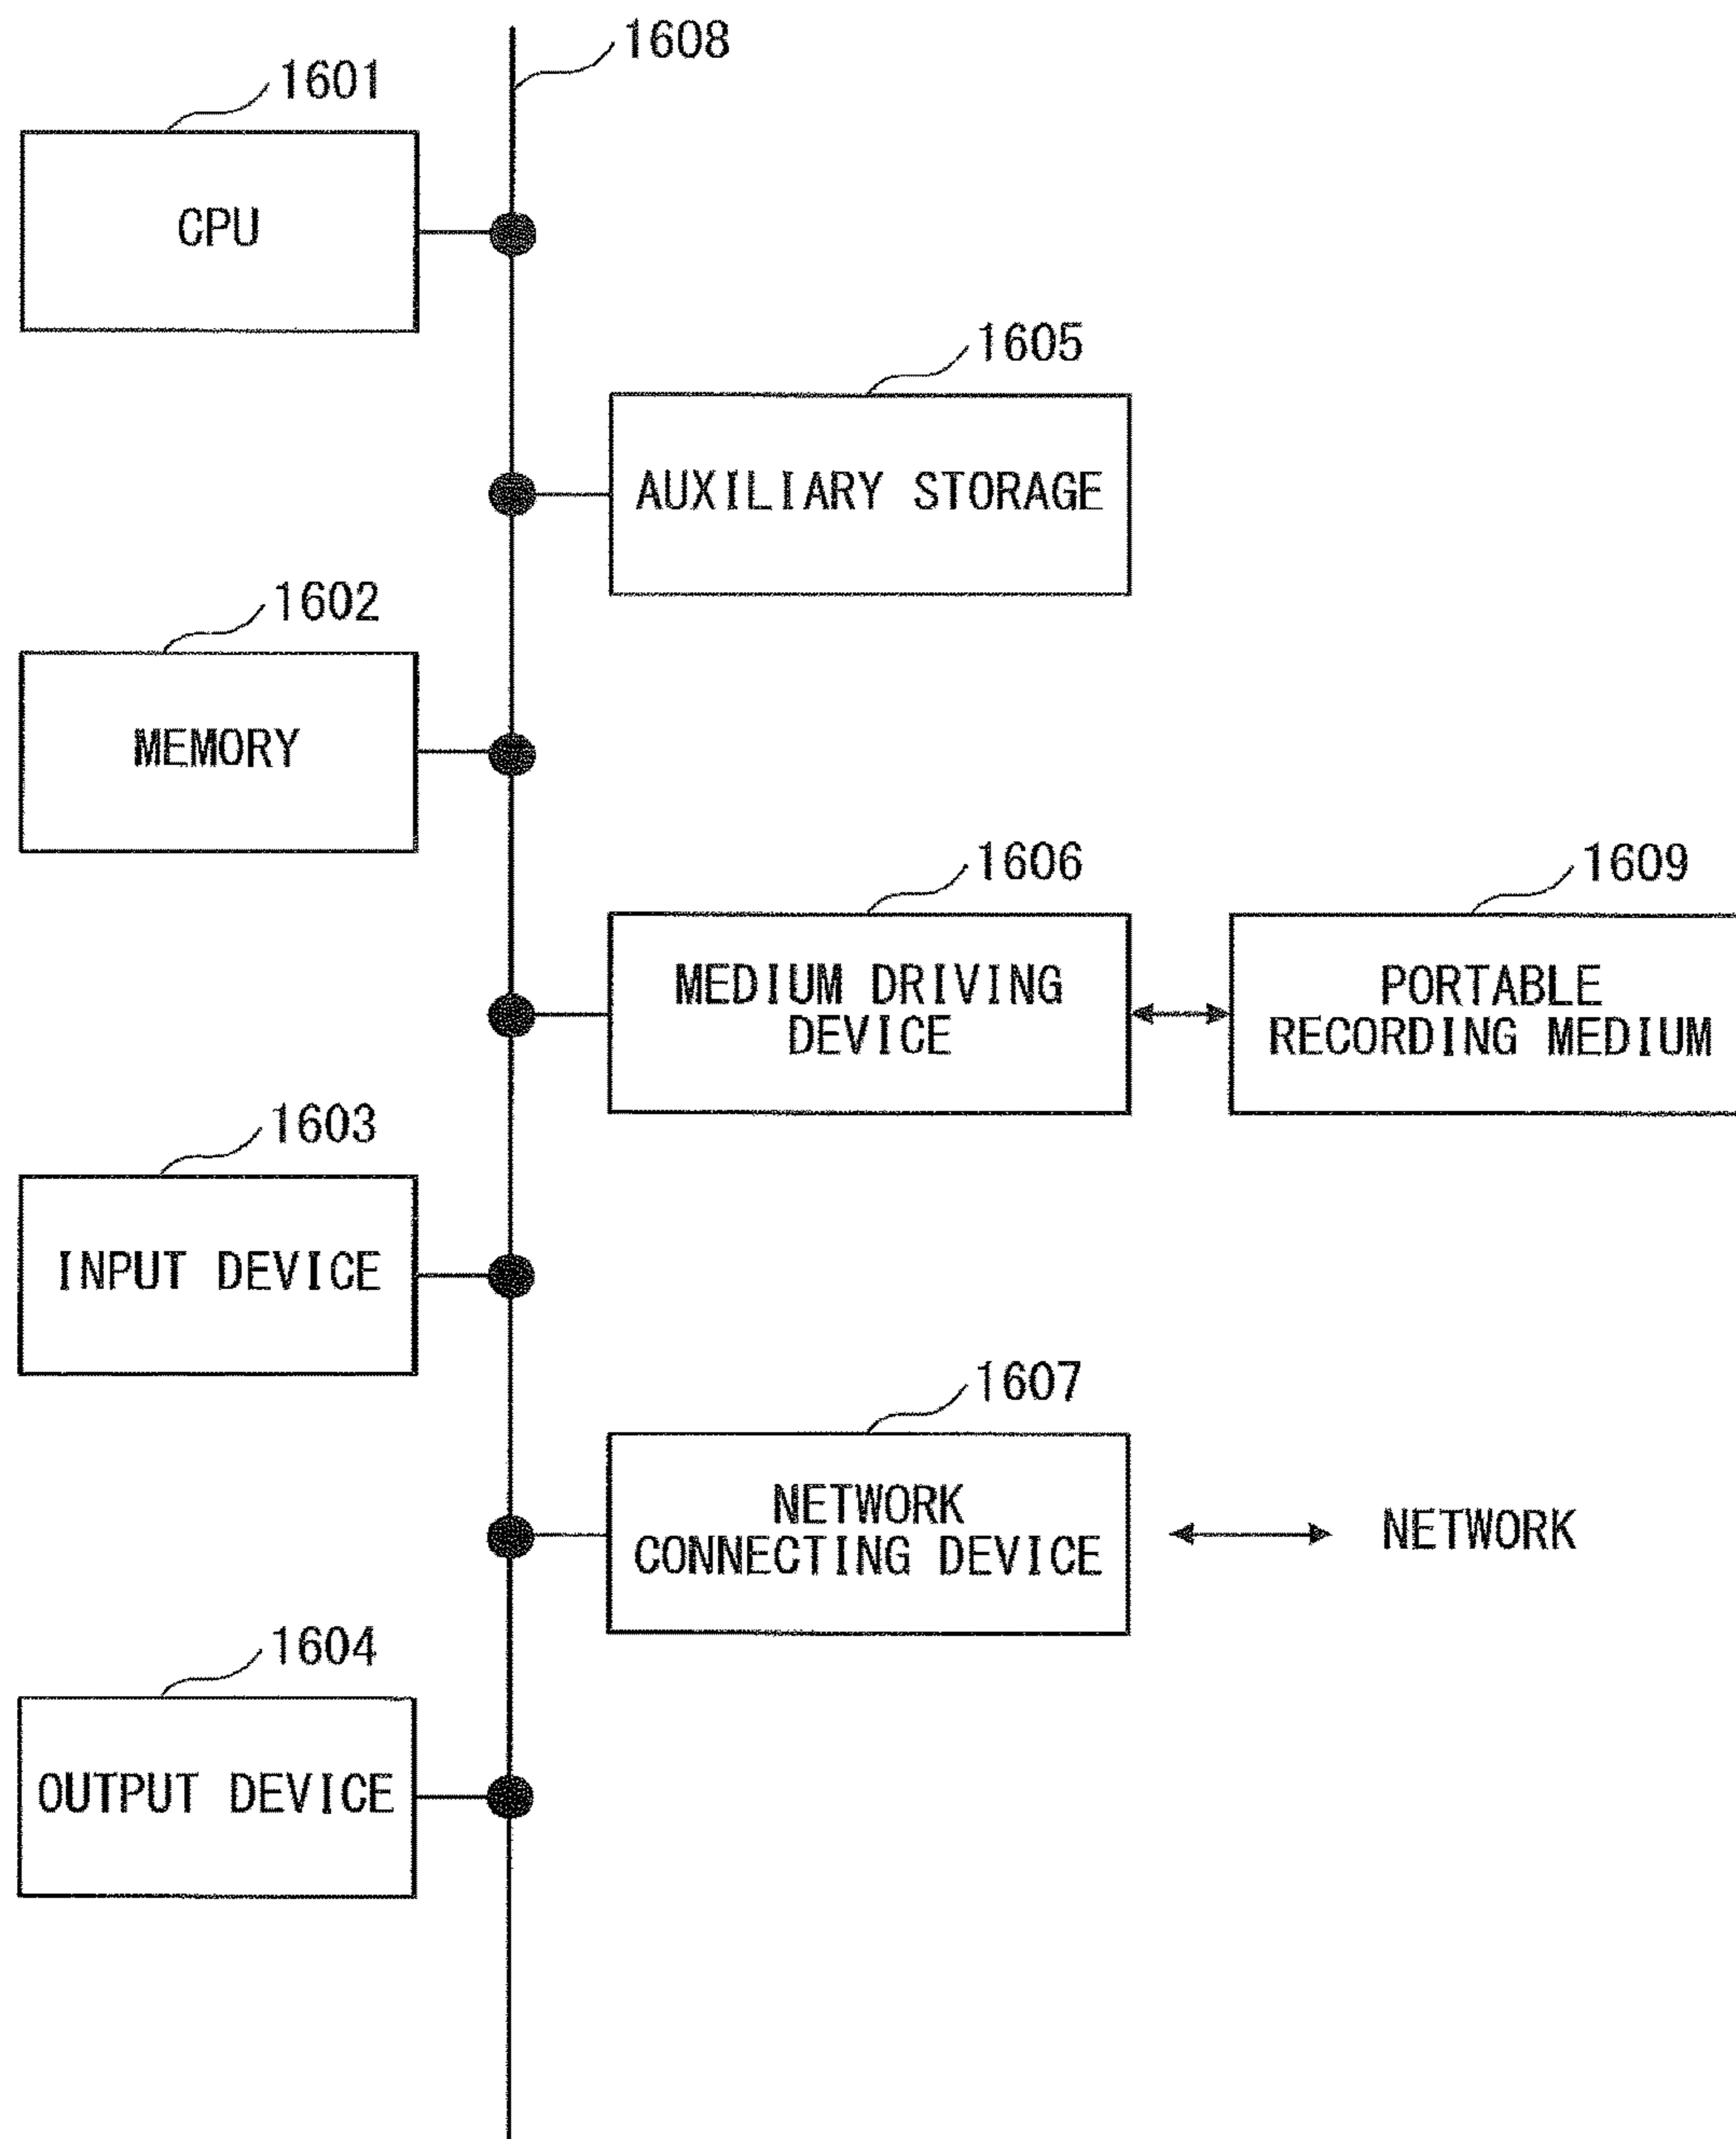 1608
1601
CPU
1605
AUXILIARY STORAGE
1602
MEMORY
1606
MEDIUM DRIVING
DEVICE
1609
PORTABLE
RECORDING MEDIUM
1603
INPUT DEVICE
1607
NETWORK
CONNECTING DEVICE
NETWORK
1604
OUTPUT DEVICE